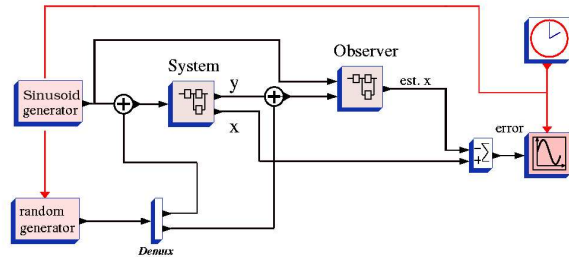 Observer
System
y
est. x
Sinusoid
generator
x
error
−
+Σ
random
generator
Demux